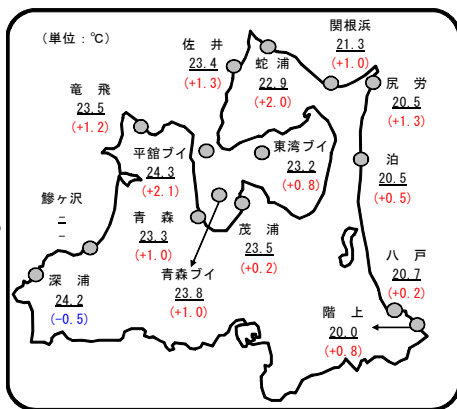 (単位：℃)
関根浜
21.3
(+1.0)
佐井
23.4
(+1.3)
蛇浦
22.9
(+2.0)
尻労
20.5
(+1.3)
竜飛
23.5
(+1.2)
平舘ブイ
24.3
(+2.1)
東湾ブイ
23.2
(+0.8)
泊
20.5
(+0.5)
鰺ヶ沢
－
－
青森
23.3
(+1.0)
茂浦
23.5
(+0.2)
深浦
24.2
(-0.5)
青森ブイ
23.8
(+1.0)
八戸
20.7
(+0.2)
階上
20.0
(+0.8)